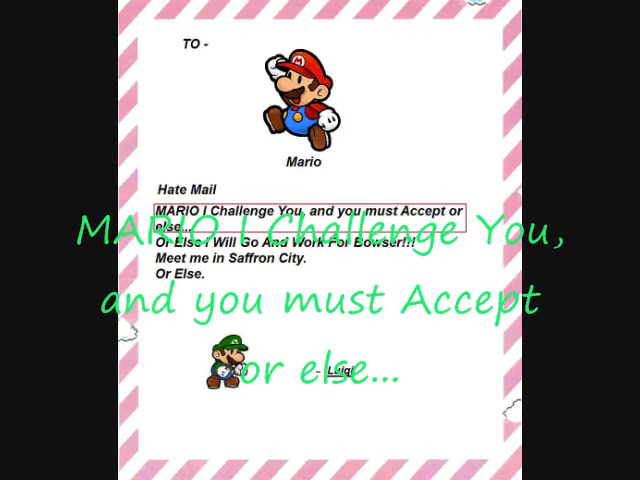 TO -
Mario
Hate Mail
MARIO I Challenge You, and you must Accept or
else...
Or Else I Will Go And Work For Bowser!!!
Meet me in Saffron City.
Or Else.
- Luigi
MARIO I Challenge You,
and you must Accept
or else...